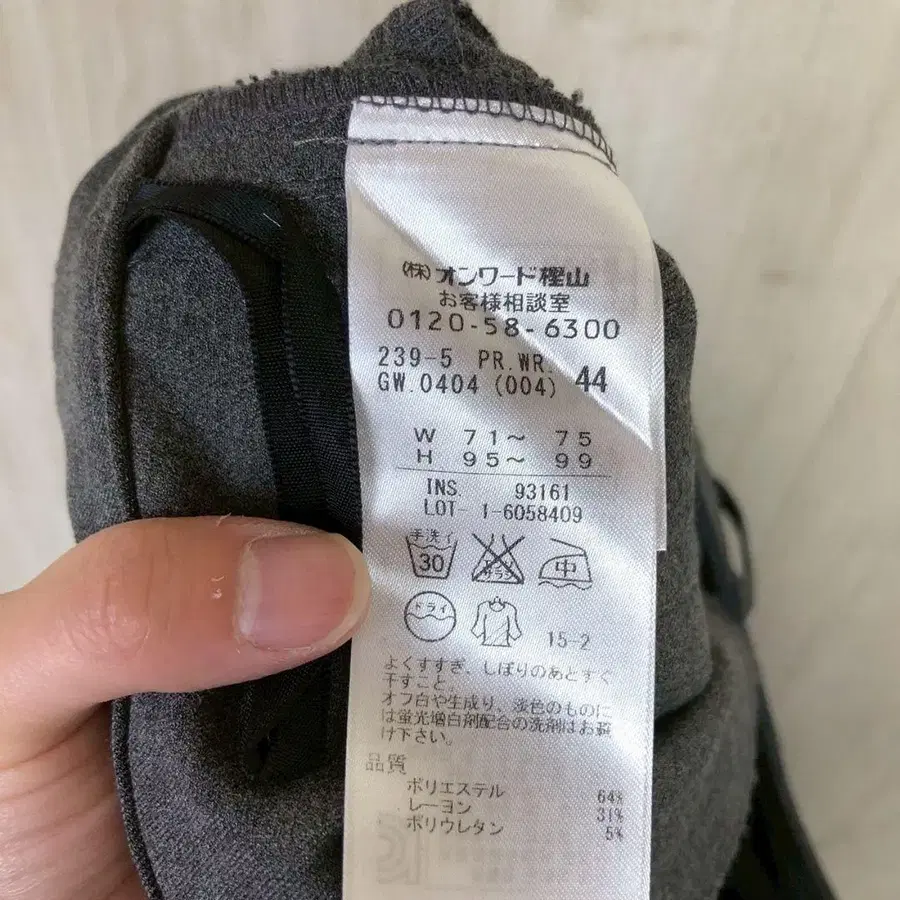 (株)オンワード樫山
お客様相談室
0120-58-6300
239-5 PR.WR. 44
GW.0404 (004)
W 71～ 75
H 95～ 99
INS. 93161
LOT- 1-6058409
手洗イ
30
中
ドライ
15-2
よくすすぎ、しぼりのあとすぐ
干すこと。
オフ白や生成り、淡色のものに
は蛍光増白剤配合の洗剤はお避
け下さい。
品質
ポリエステル 64%
レーヨン 31%
ポリウレタン 5%